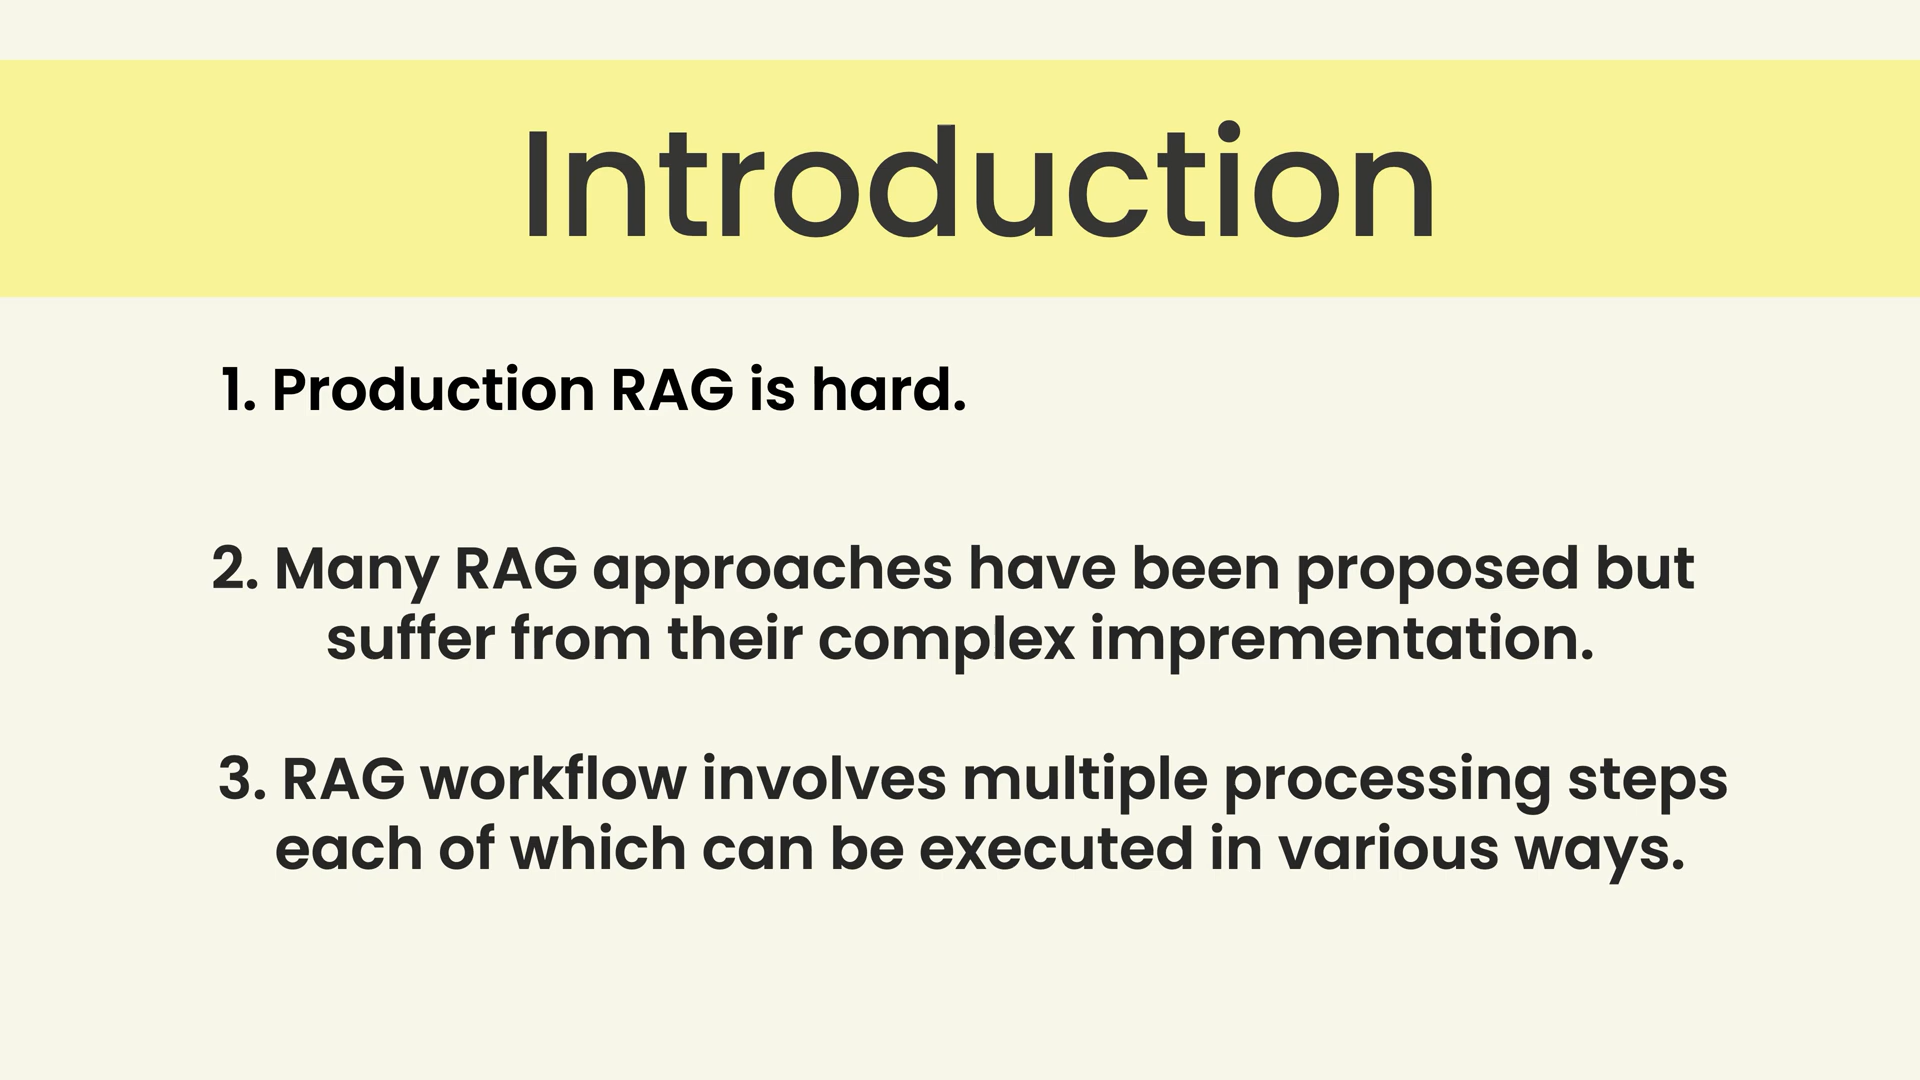 Introduction
1. Production RAG is hard.
2. Many RAG approaches have been proposed but
suffer from their complex imprementation.
3. RAG workflow involves multiple processing steps
each of which can be executed in various ways.